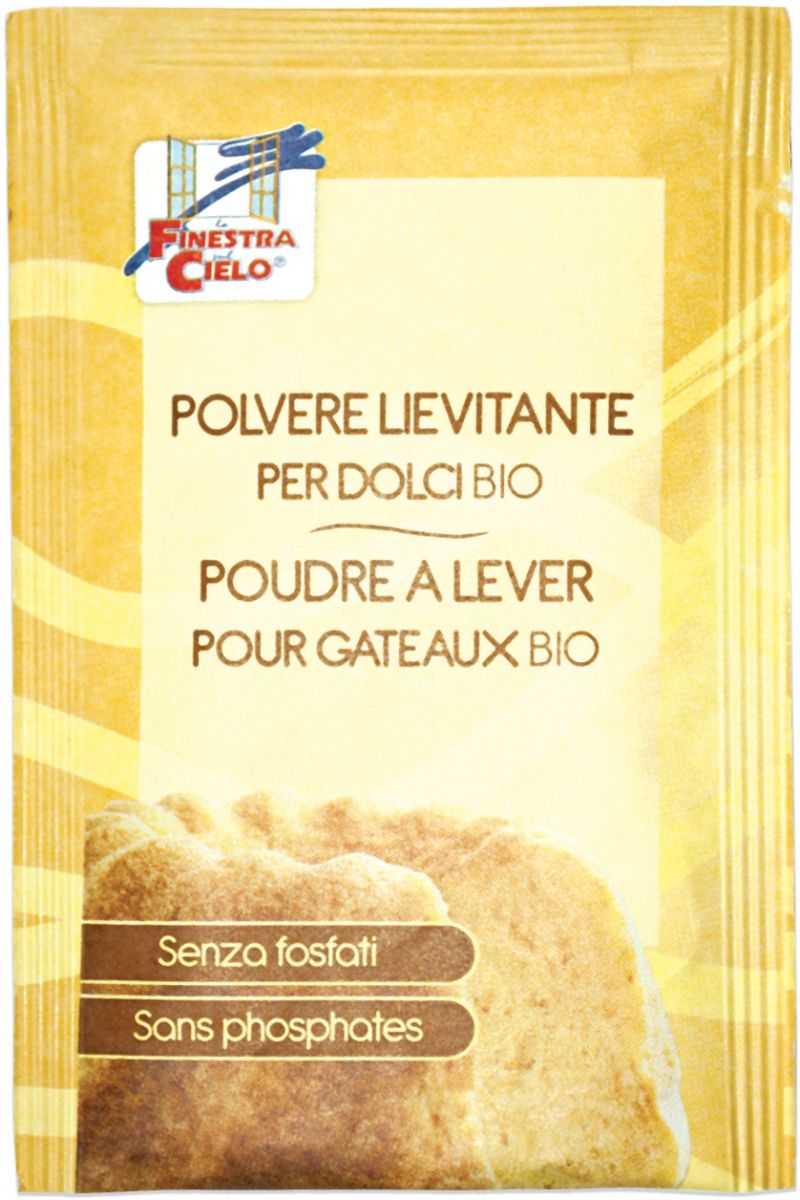 la
FINESTRA
sul
CIELO®
POLVERE LIEVITANTE
PER DOLCI BIO
POUDRE A LEVER
POUR GATEAUX BIO
Senza fosfati
Sans phosphates